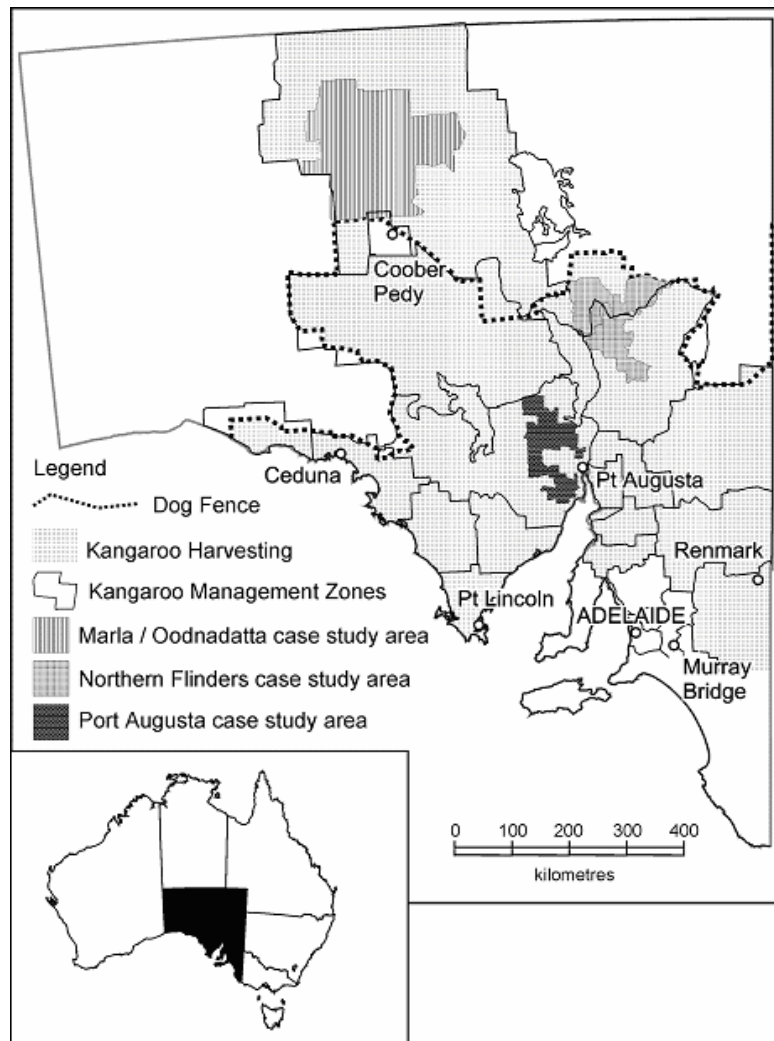 Coober
Pedy
Ceduna
Pt Augusta
Renmark
Pt Lincoln
ADELAIDE
Murray
Bridge
Legend
Dog Fence
Kangaroo Harvesting
Kangaroo Management Zones
Marla / Oodnadatta case study area
Northern Flinders case study area
Port Augusta case study area
0 100 200 300 400
kilometres